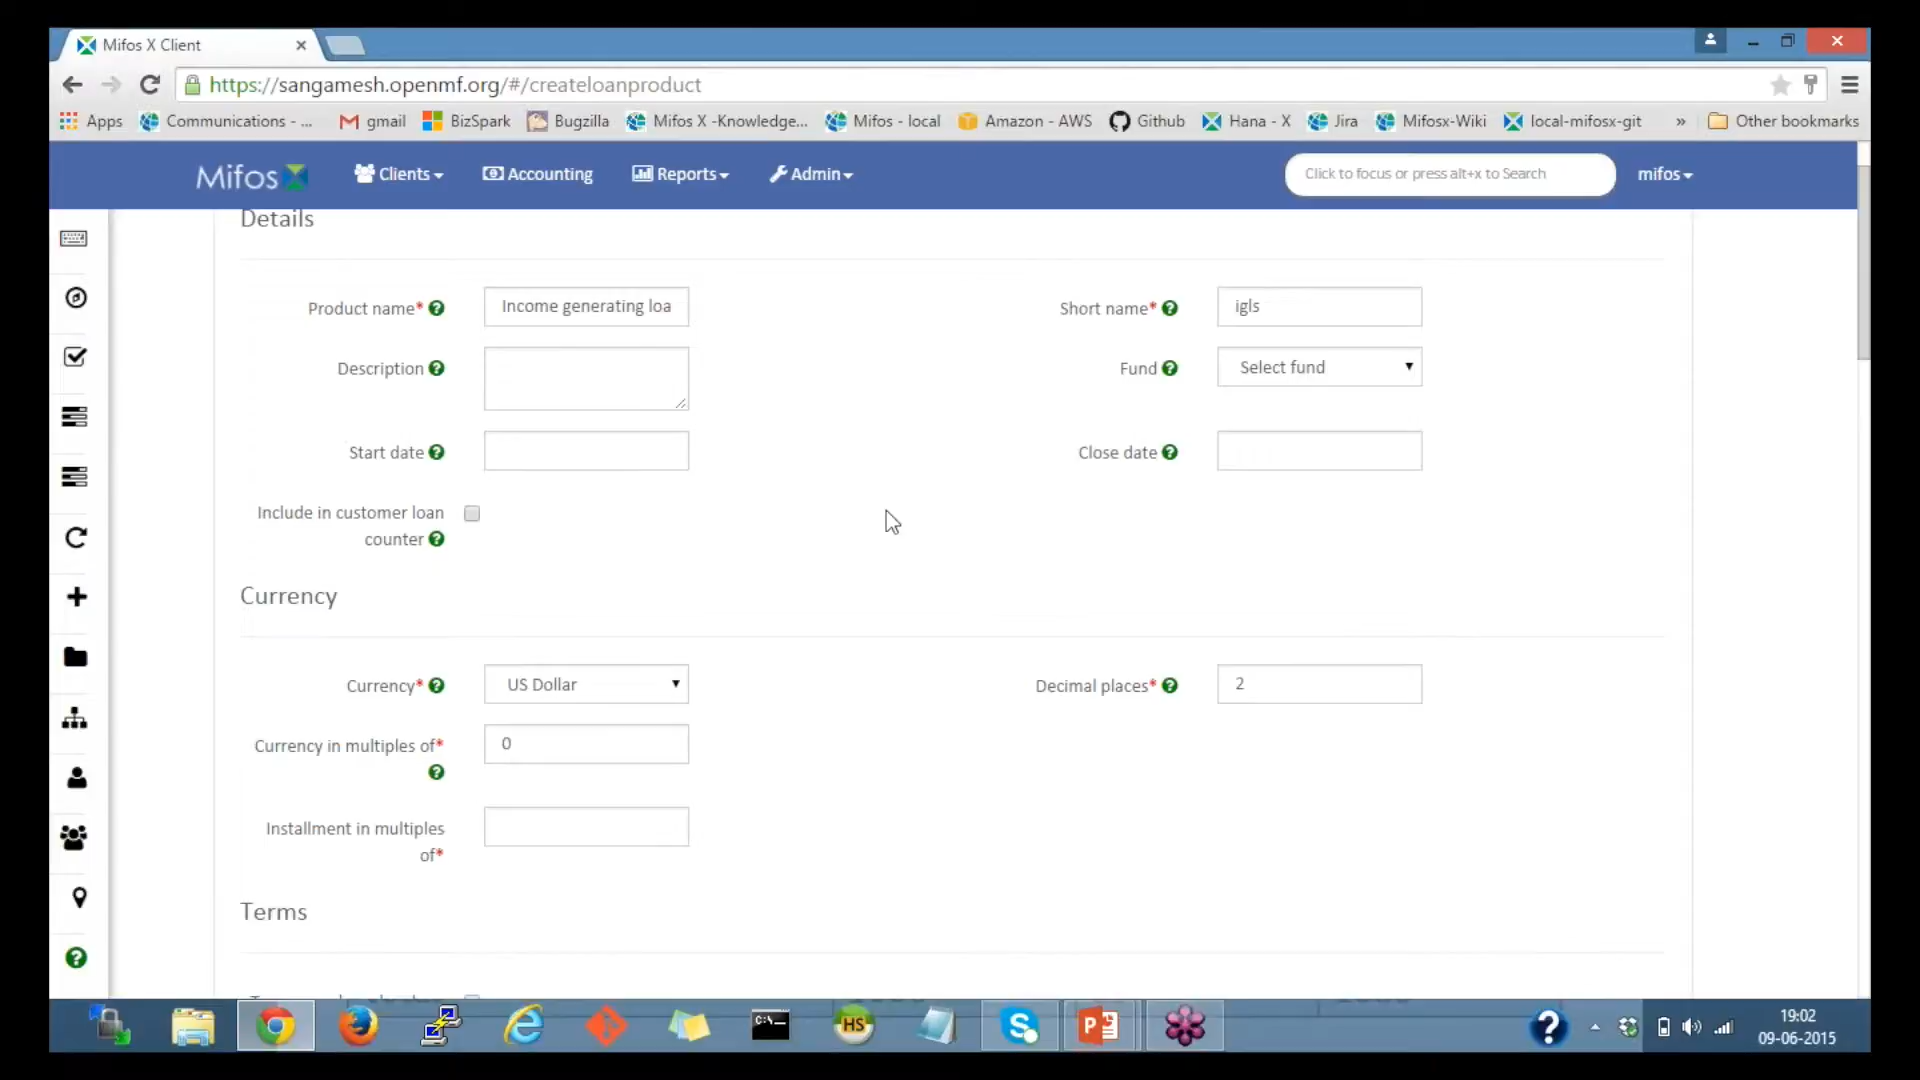 Mifos X Client
https://sangamesh.openmf.org/#/createloanproduct
Apps Communications - ... gmail BizSpark Bugzilla Mifos X -Knowledge... Mifos - local Amazon - AWS Github Hana - X Jira Mifosx-Wiki local-mifosx-git » Other bookmarks
Mifos Clients Accounting Reports Admin Click to focus or press alt+x to Search mifos
Details
Product name* Income generating loa Short name* igls
Description Fund Select fund
Start date Close date
Include in customer loan
counter
Currency
Currency* US Dollar Decimal places* 2
Currency in multiples of* 0
Installment in multiples
of*
Terms
C:\_ HS S P
19:02
09-06-2015